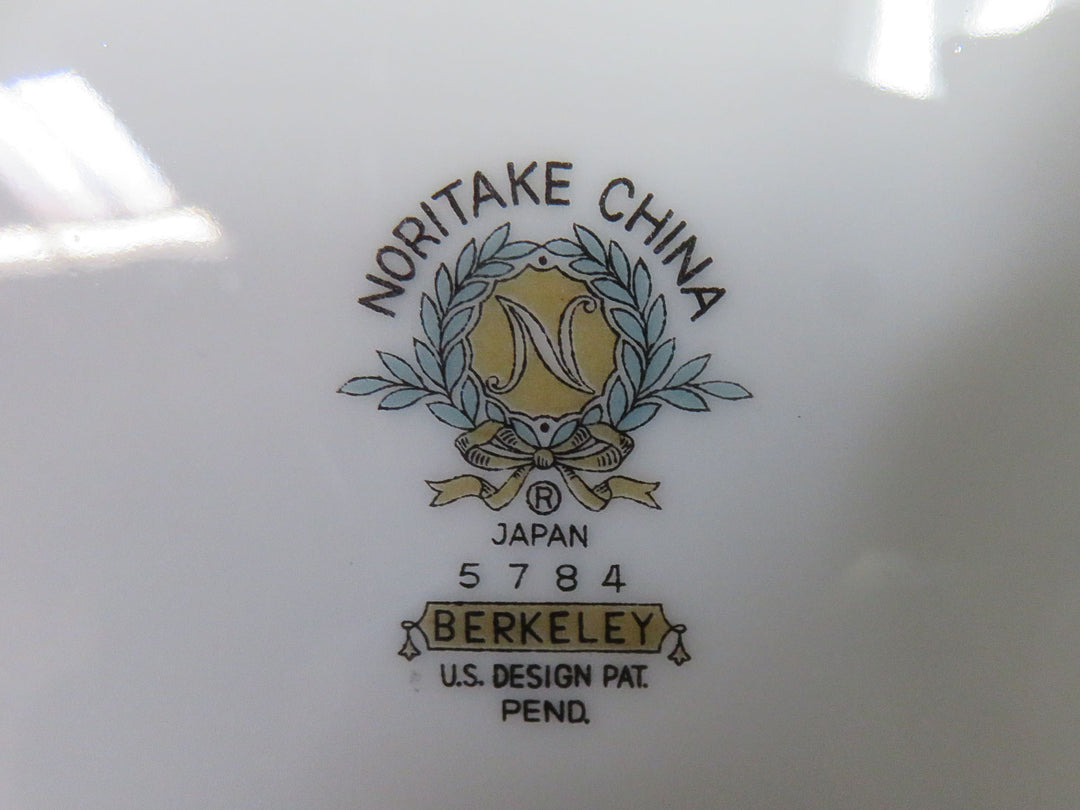 NORITAKE CHINA
N
®
JAPAN
5784
BERKELEY
U.S. DESIGN PAT.
PEND.